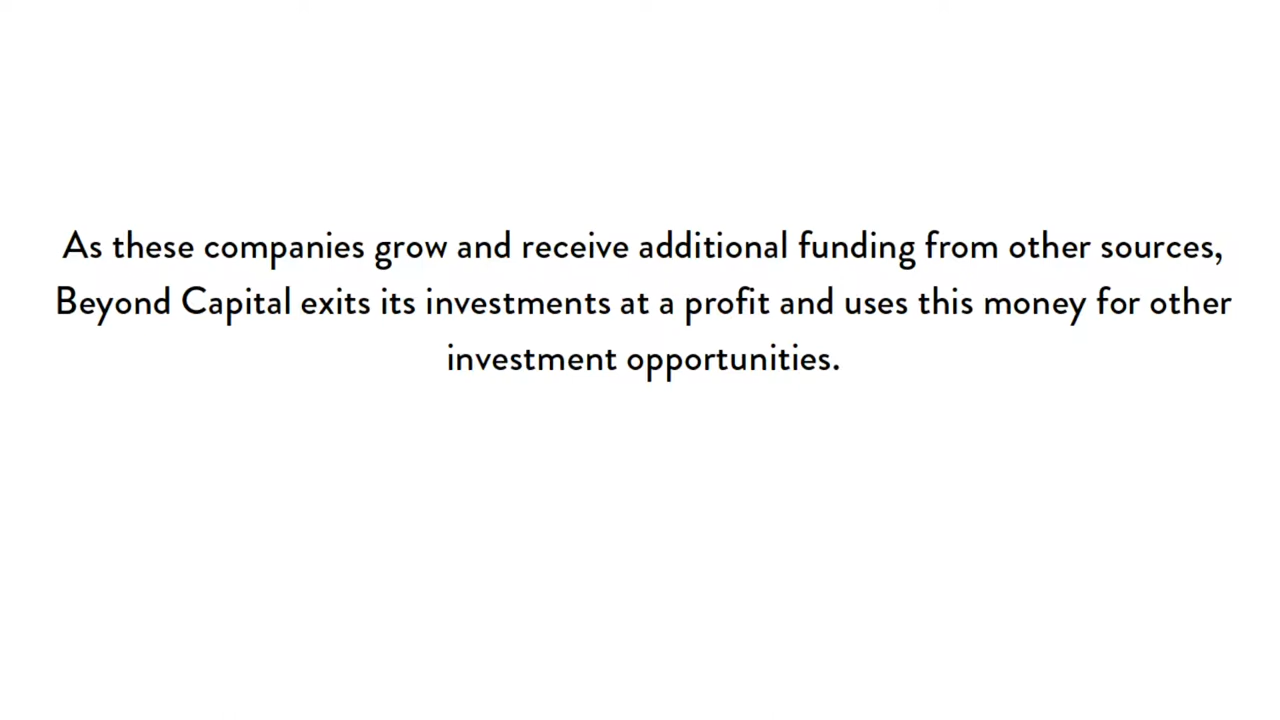 As these companies grow and receive additional funding from other sources,
Beyond Capital exits its investments at a profit and uses this money for other
investment opportunities.